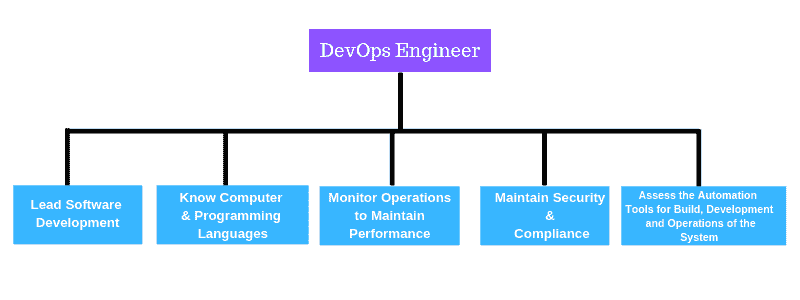 DevOps Engineer
Lead Software
Development
Know Computer
& Programming
Languages
Monitor Operations
to Maintain
Performance
Maintain Security
&
Compliance
Assess the Automation
Tools for Build, Development
and Operations of the
System